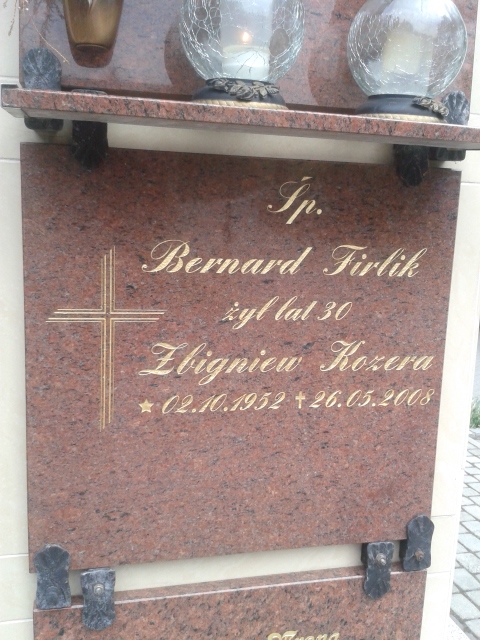 Śp.
Bernard Firlik
żył lat 30
Zbigniew Kozera
02.10.1952 26.05.2008